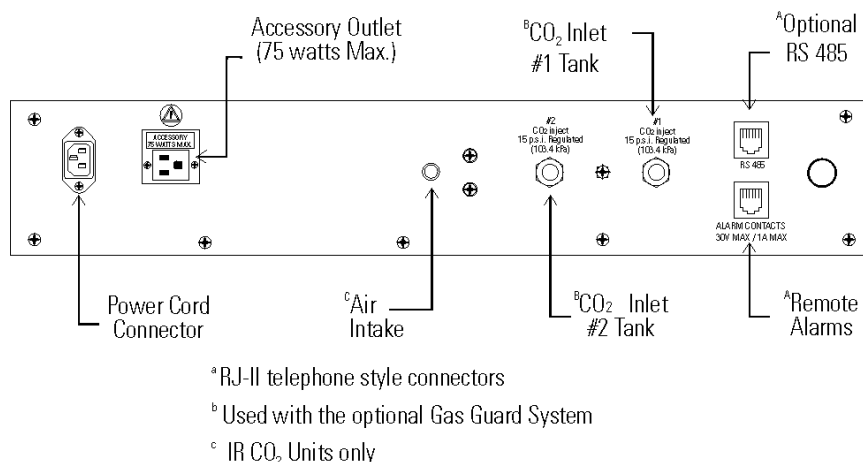 Accessory Outlet
(75 watts Max.)
ᴮCO₂ Inlet
#1 Tank
ᴬOptional
RS 485
ACCESSORY
75 WATTS MAX.
#2
CO₂ inject
15 p.s.i. Regulated
(103.4 kPa)
#1
CO₂ inject
15 p.s.i. Regulated
(103.4 kPa)
RS 485
ALARM CONTACTS
30V MAX / 1A MAX
Power Cord
Connector
ᶜAir
Intake
ᴮCO₂ Inlet
#2 Tank
ᴬRemote
Alarms
ᵃ RJ-II telephone style connectors
ᵇ Used with the optional Gas Guard System
ᶜ IR CO₂ Units only